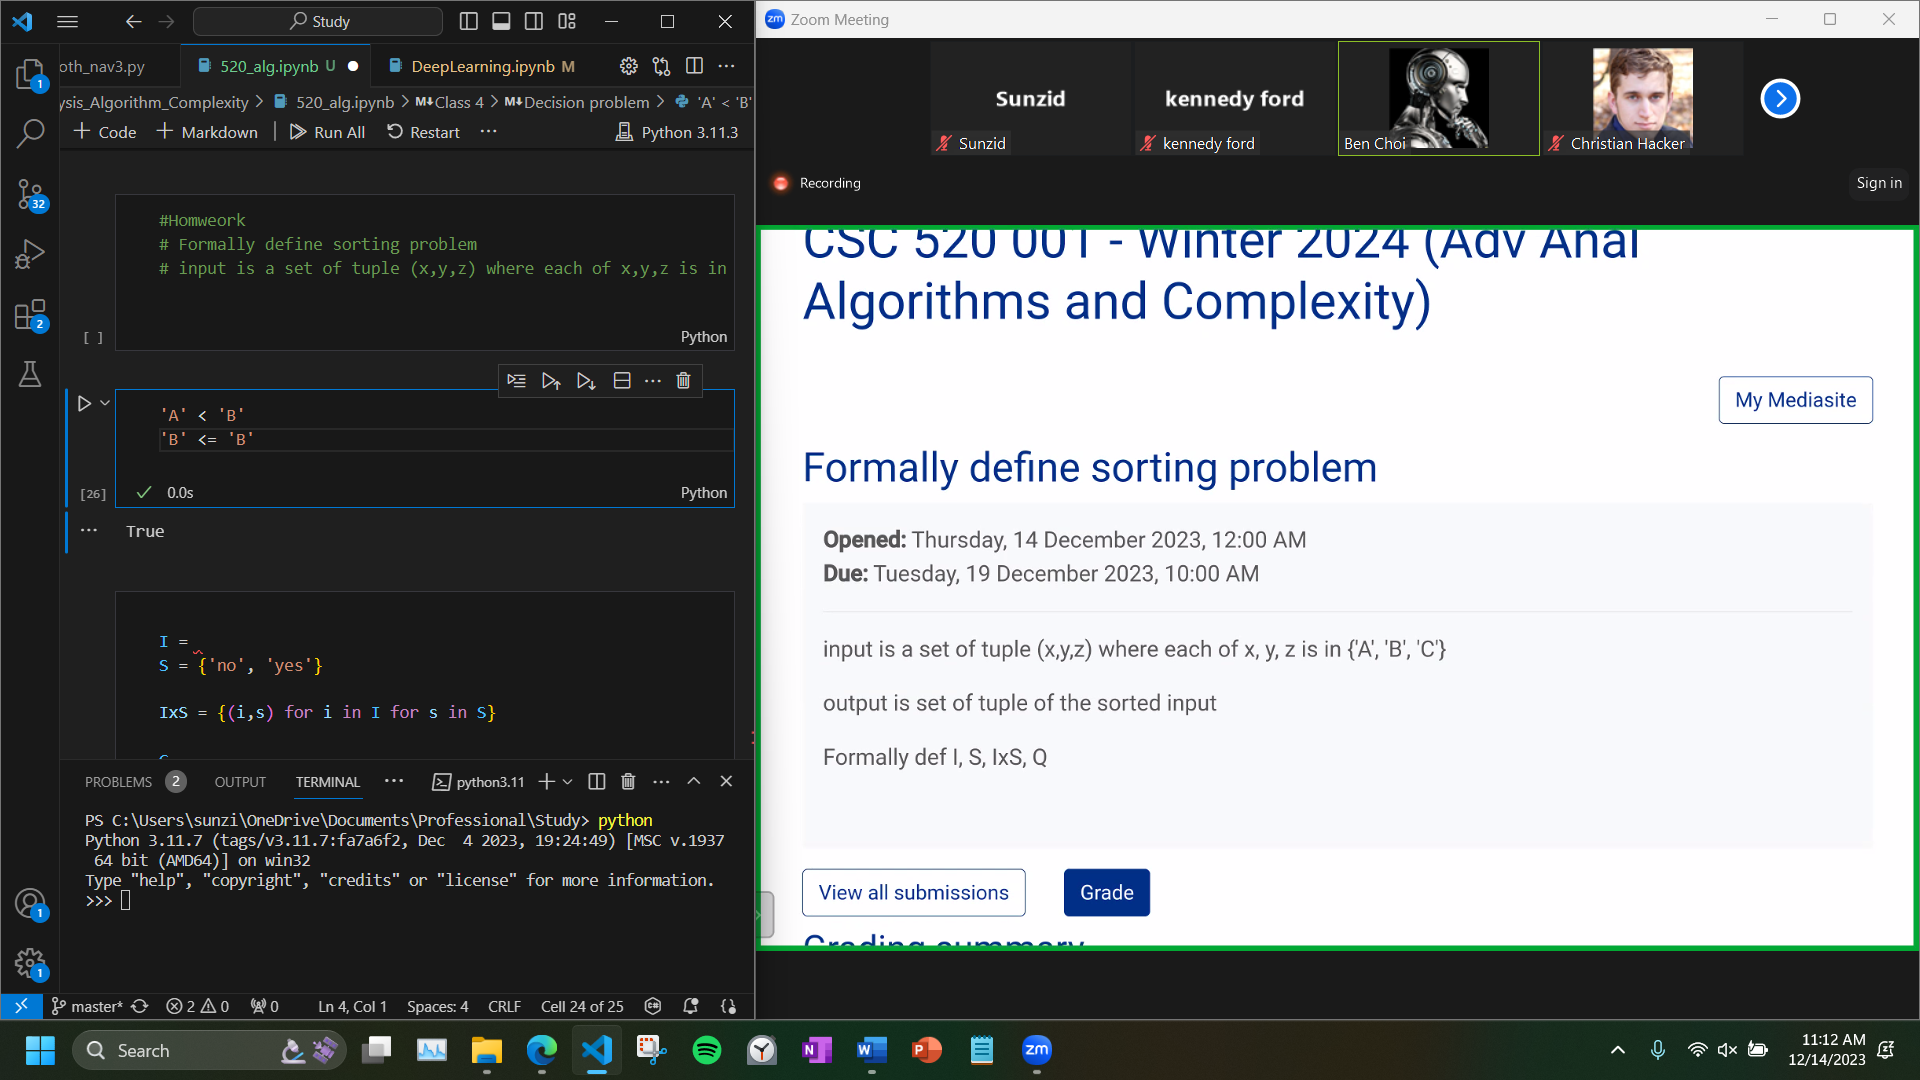 Study
oth_nav3.py
520_alg.ipynb U
DeepLearning.ipynb M
ysis_Algorithm_Complexity > 520_alg.ipynb > M↓Class 4 > M↓Decision problem > 'A' < 'B'
+ Code + Markdown | Run All Restart ··· Python 3.11.3
#Homweork
# Formally define sorting problem
# input is a set of tuple (x,y,z) where each of x,y,z is in
[ ] Python
'A' < 'B'
'B' <= 'B'
[26] 0.0s Python
··· True
I =
S = {'no', 'yes'}
IxS = {(i,s) for i in I for s in S}
PROBLEMS 2 OUTPUT TERMINAL ··· python3.11
PS C:\Users\sunzi\OneDrive\Documents\Professional\Study> python
Python 3.11.7 (tags/v3.11.7:fa7a6f2, Dec  4 2023, 19:24:49) [MSC v.1937
 64 bit (AMD64)] on win32
Type "help", "copyright", "credits" or "license" for more information.
>>>
1
32
2
1
1
master* 2 0 0 Ln 4, Col 1 Spaces: 4 CRLF Cell 24 of 25
zm Zoom Meeting
Sunzid
Sunzid
kennedy ford
kennedy ford
Ben Choi
Christian Hacker
Recording
Sign in
CSC 520 001 - Winter 2024 (Adv Anal
Algorithms and Complexity)
My Mediasite
Formally define sorting problem
Opened: Thursday, 14 December 2023, 12:00 AM
Due: Tuesday, 19 December 2023, 10:00 AM
input is a set of tuple (x,y,z) where each of x, y, z is in {'A', 'B', 'C'}
output is set of tuple of the sorted input
Formally def I, S, IxS, Q
View all submissions
Grade
Grading summary
Search
N
W
P
zm
11:12 AM
12/14/2023